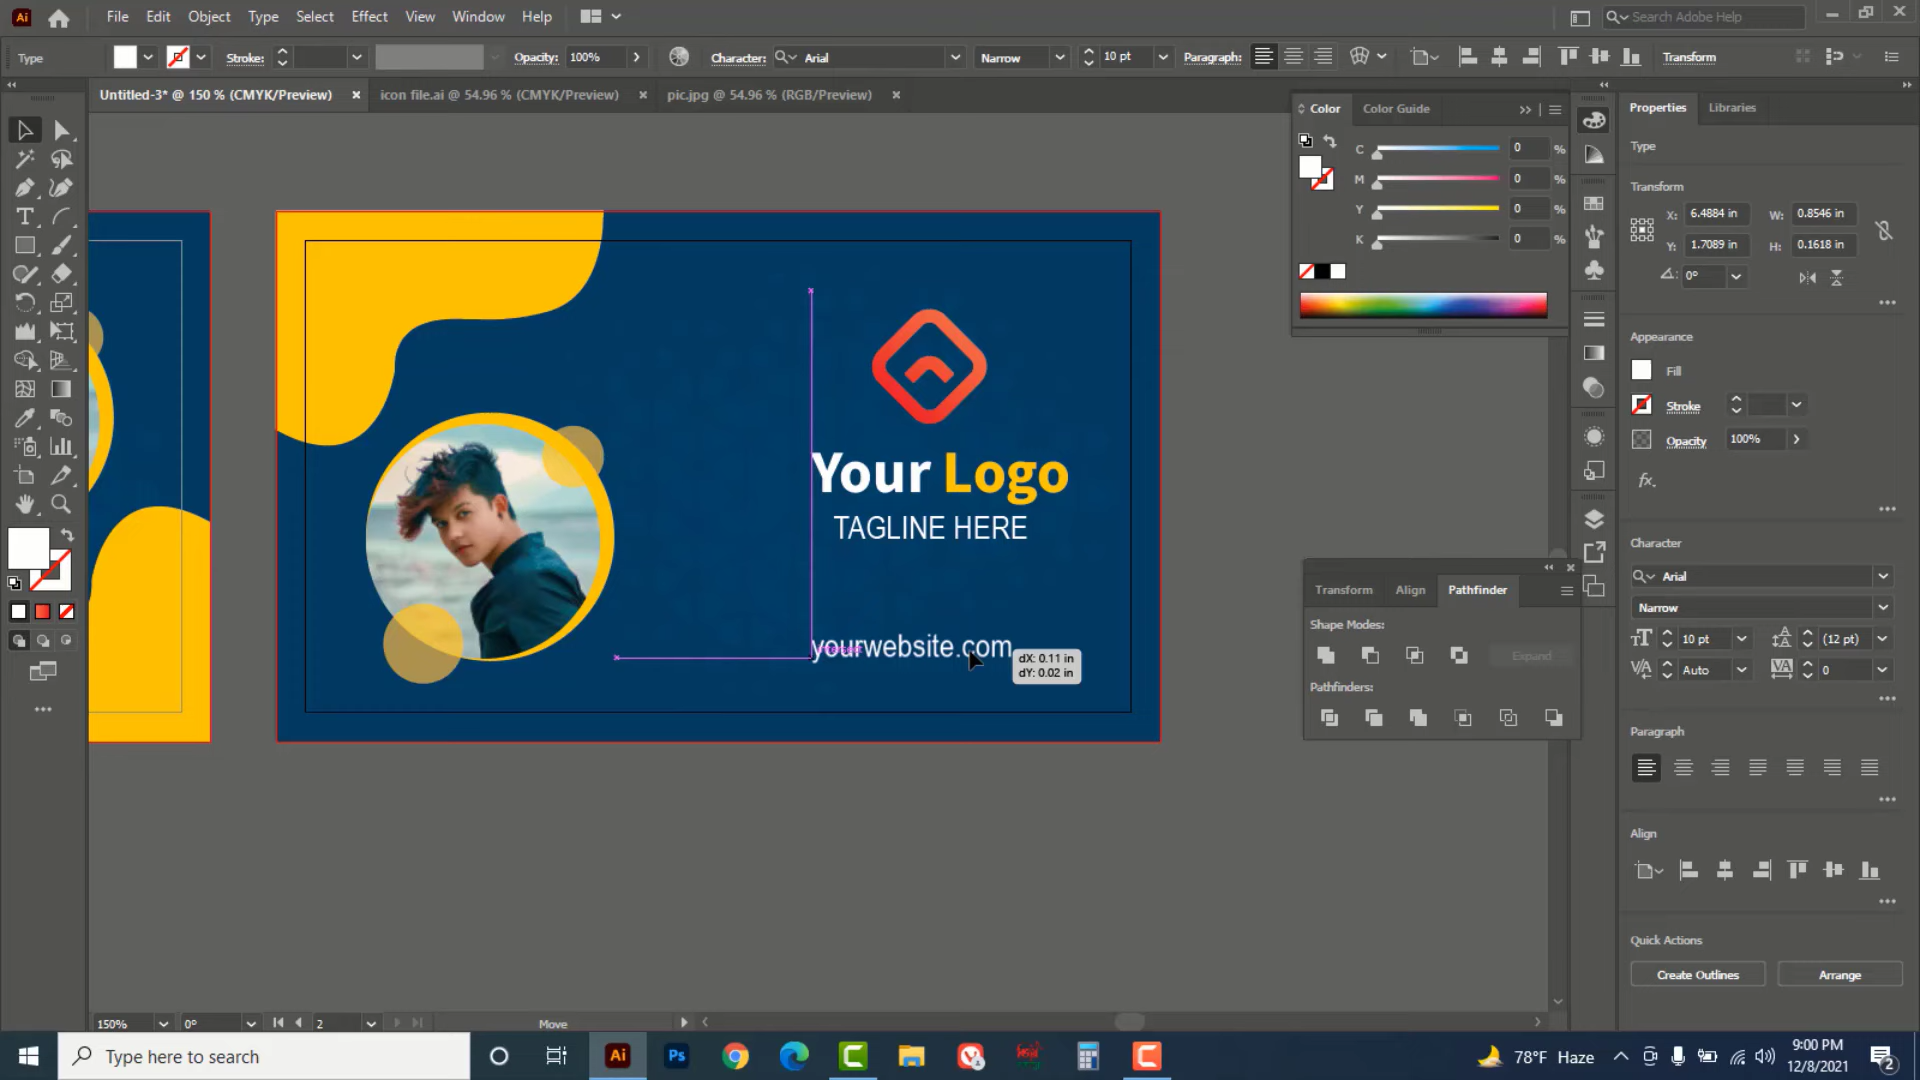 Ai File Edit Object Type Select Effect View Window Help Search Adobe Help
Type Stroke: Opacity: 100% Character: Arial Narrow 10 pt Paragraph: Transform
Untitled-3* @ 150 % (CMYK/Preview) icon file.ai @ 54.96 % (CMYK/Preview) pic.jpg @ 54.96 % (RGB/Preview)
Color Color Guide
C 0 %
M 0 %
Y 0 %
K 0 %
Properties Libraries
Type
Transform
X: 6.4884 in W: 0.8546 in
Y: 1.7089 in H: 0.1618 in
0°
Appearance
Fill
Stroke
Opacity 100%
fx.
Character
Arial
Narrow
10 pt (12 pt)
Auto 0
Paragraph
Align
Quick Actions
Create Outlines Arrange
Your Logo
TAGLINE HERE
yourwebsite.com
dX: 0.11 in
dY: 0.02 in
Transform Align Pathfinder
Shape Modes:
Expand
Pathfinders:
150% 0° 2 Move
Type here to search
Ai Ps
78°F Haze
9:00 PM
12/8/2021
2